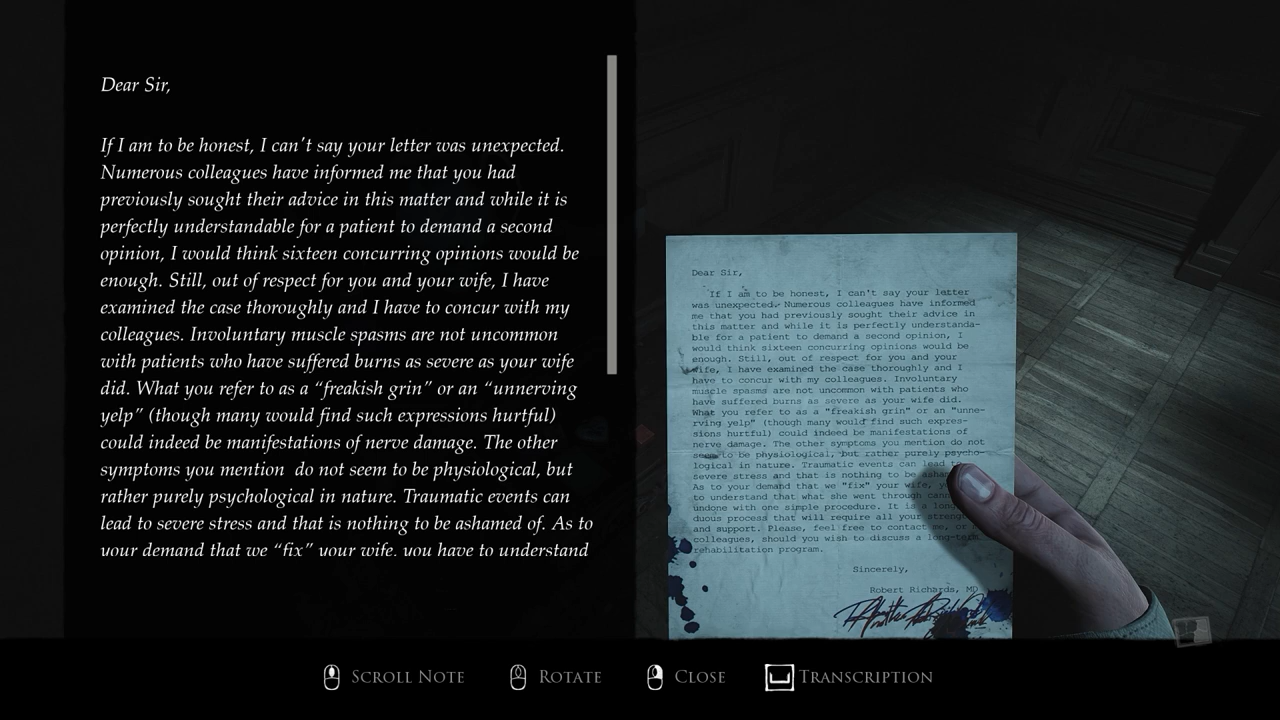 Dear Sir,
If I am to be honest, I can't say your letter was unexpected.
Numerous colleagues have informed me that you had
previously sought their advice in this matter and while it is
perfectly understandable for a patient to demand a second
opinion, I would think sixteen concurring opinions would be
enough. Still, out of respect for you and your wife, I have
examined the case thoroughly and I have to concur with my
colleagues. Involuntary muscle spasms are not uncommon
with patients who have suffered burns as severe as your wife
did. What you refer to as a “freakish grin” or an “unnerving
yelp” (though many would find such expressions hurtful)
could indeed be manifestations of nerve damage. The other
symptoms you mention  do not seem to be physiological, but
rather purely psychological in nature. Traumatic events can
lead to severe stress and that is nothing to be ashamed of. As to
your demand that we “fix” your wife, you have to understand
Dear Sir,
If I am to be honest, I can't say your letter
was unexpected. Numerous colleagues have informed
me that you had previously sought their advice in
this matter and while it is perfectly understanda-
ble for a patient to demand a second opinion, I
would think sixteen concurring opinions would be
enough. Still, out of respect for you and your
wife, I have examined the case thoroughly and I
have to concur with my colleagues. Involuntary
muscle spasms are not uncommon with patients who
have suffered burns as severe as your wife did.
What you refer to as a "freakish grin" or an "unne-
rving yelp" (though many would find such expres-
sions hurtful) could indeed be manifestations of
nerve damage. The other symptoms you mention do not
seem to be physiological, but rather purely psycho-
logical in nature. Traumatic events can lead to
severe stress and that is nothing to be
As to your demand that we "fix" your wife,
to understand that what she went through
undone with one simple procedure. It is a
duous process that will require all your
and support. Please, feel free to contact me, or
colleagues, should you wish to discuss a long-term
rehabilitation program.
Sincerely,
Robert Richards, MD
SCROLL NOTE
ROTATE
CLOSE
TRANSCRIPTION